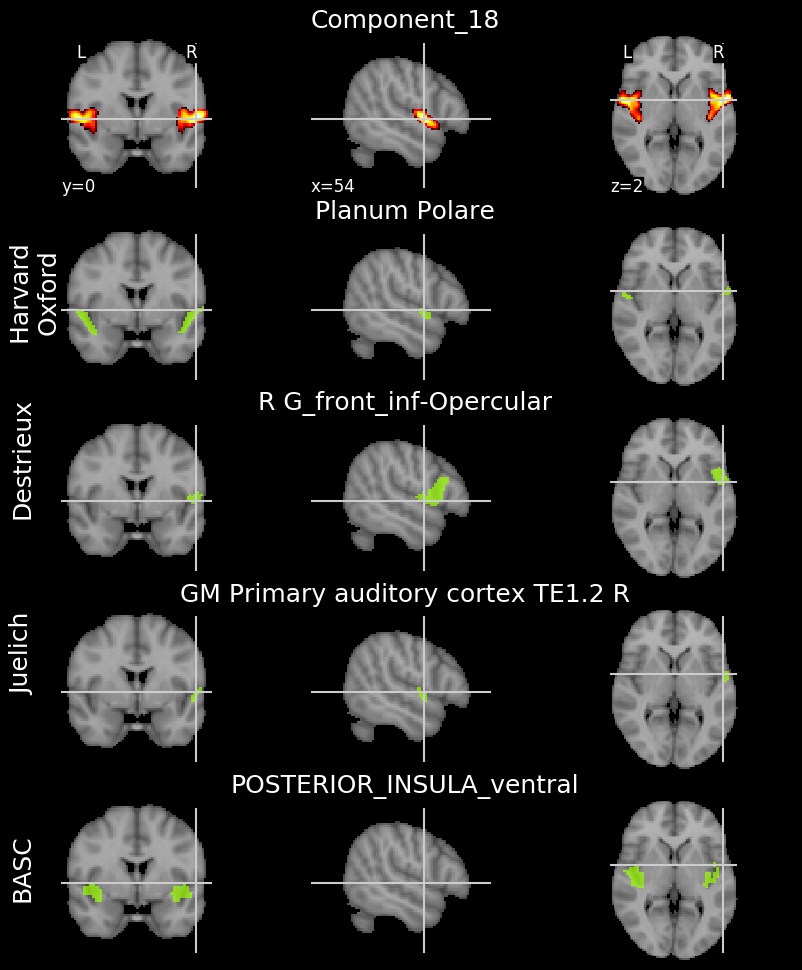 Component_18
L R
L R
y=0
x=54
z=2
Planum Polare
Harvard
Oxford
R G_front_inf-Opercular
Destrieux
GM Primary auditory cortex TE1.2 R
Juelich
POSTERIOR_INSULA_ventral
BASC